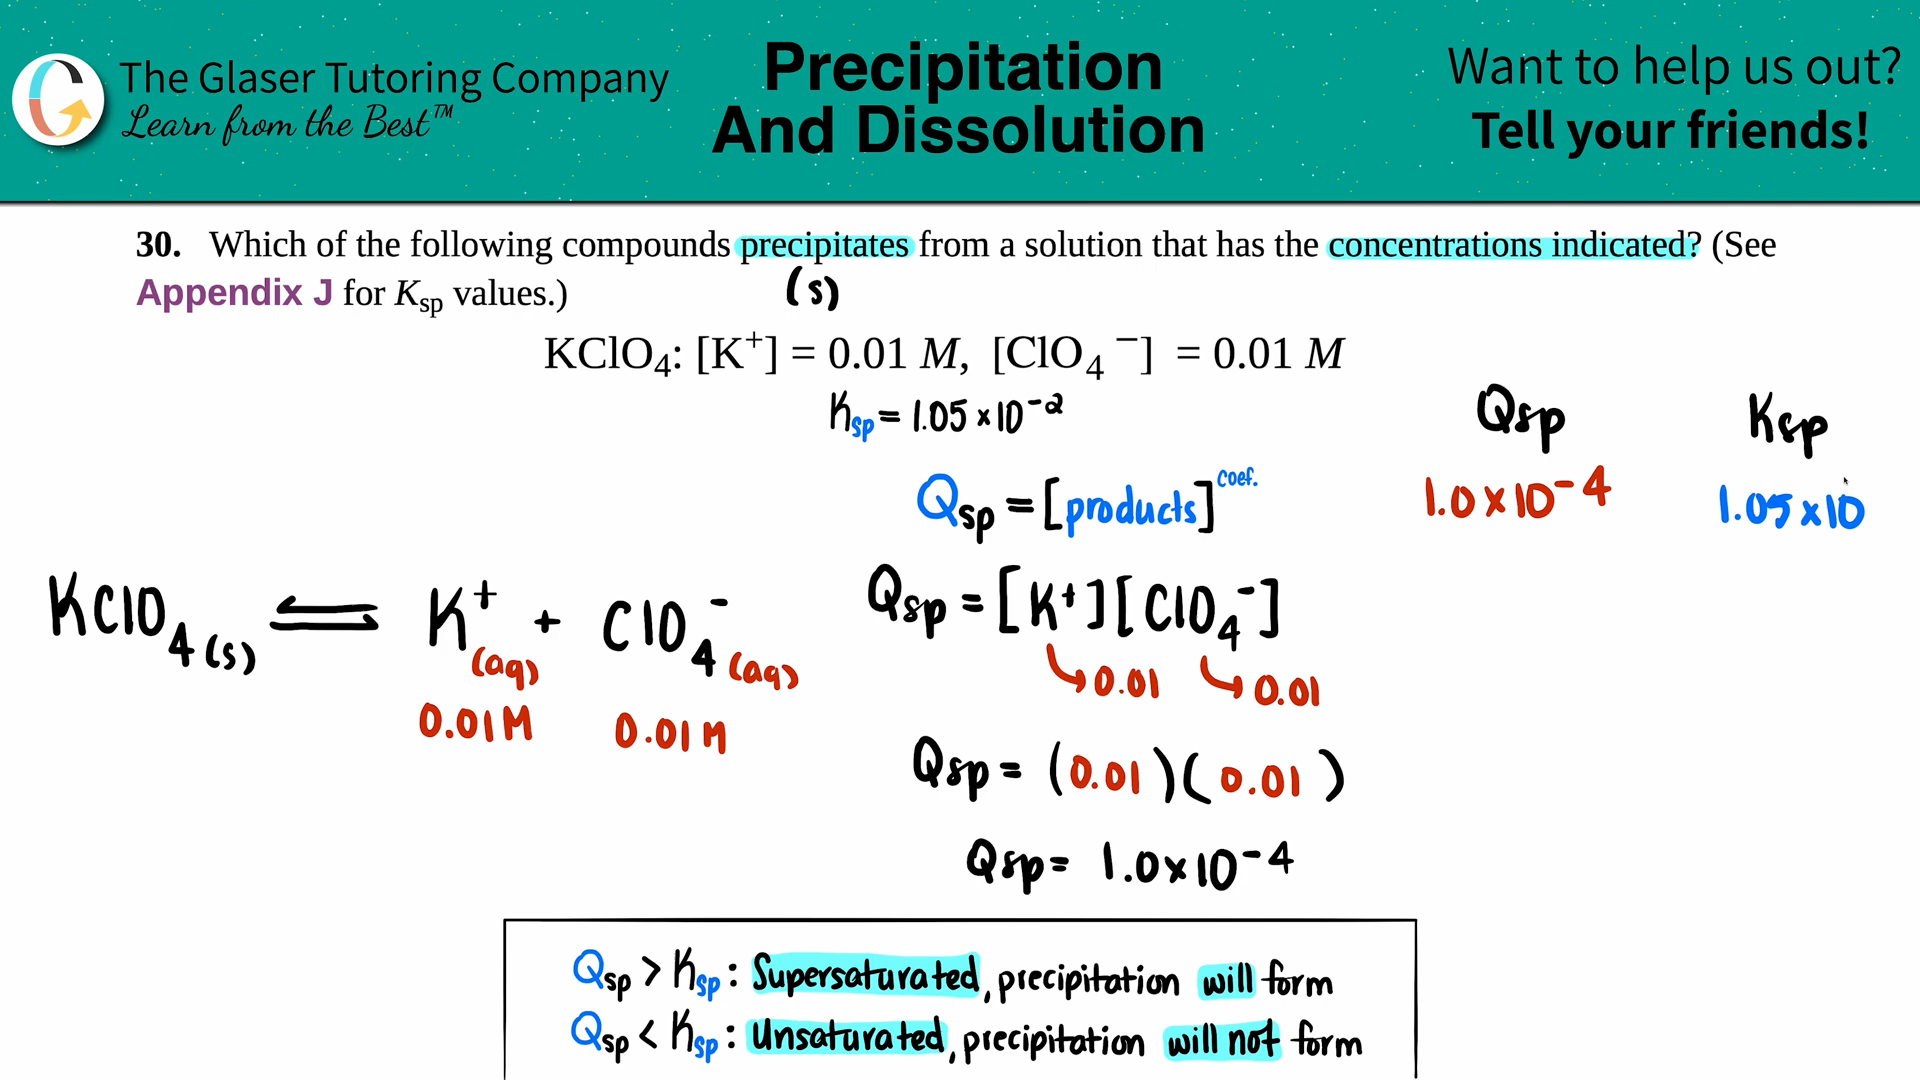 The Glaser Tutoring Company
Learn from the Best™
Precipitation
And Dissolution
Want to help us out?
Tell your friends!
30. Which of the following compounds precipitates from a solution that has the concentrations indicated? (See
Appendix J for Ksp values.)
(s)
KClO₄: [K⁺] = 0.01 M, [ClO₄⁻] = 0.01 M
Ksp = 1.05 × 10⁻²
Qsp = [products]^coef.
Qsp Ksp
1.0 × 10⁻⁴ 1.05 × 10
KClO₄(s) ⇌ K⁺(aq) + ClO₄⁻(aq)
0.01 M 0.01 M
Qsp = [K⁺][ClO₄⁻]
↳0.01 ↳0.01
Qsp = (0.01)(0.01)
Qsp = 1.0 × 10⁻⁴
Qsp > Ksp: Supersaturated, precipitation will form
Qsp < Ksp: Unsaturated, precipitation will not form